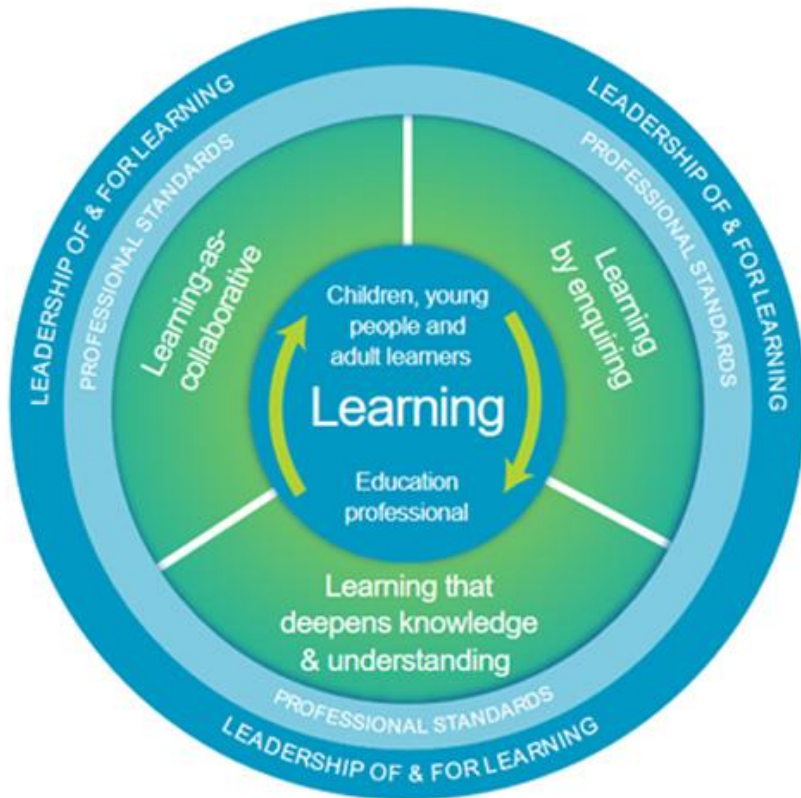 LEADERSHIP OF & FOR LEARNING
LEADERSHIP OF & FOR LEARNING
PROFESSIONAL STANDARDS
PROFESSIONAL STANDARDS
Learning-as-
collaborative
Learning
by enquiring
Children, young
people and
adult learners
Learning
Education
professional
Learning that
deepens knowledge
& understanding
PROFESSIONAL STANDARDS
LEADERSHIP OF & FOR LEARNING